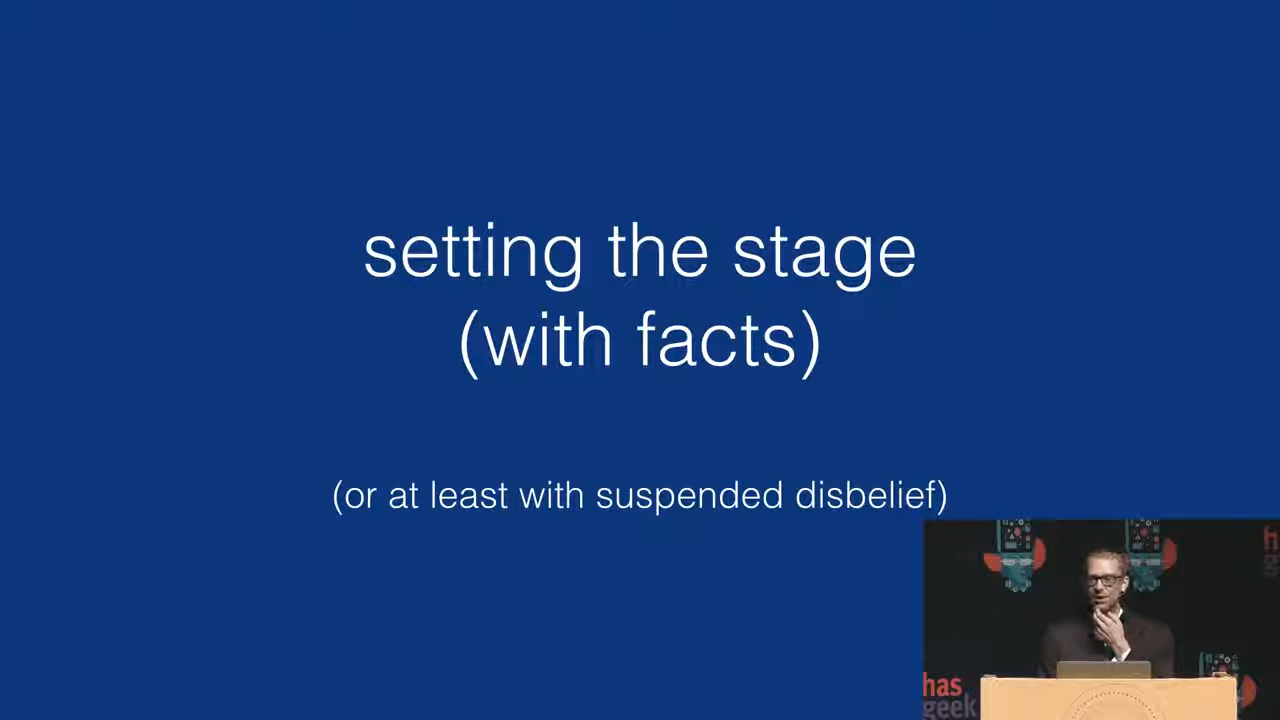 setting the stage
(with facts)
(or at least with suspended disbelief)
has
geek
h
g